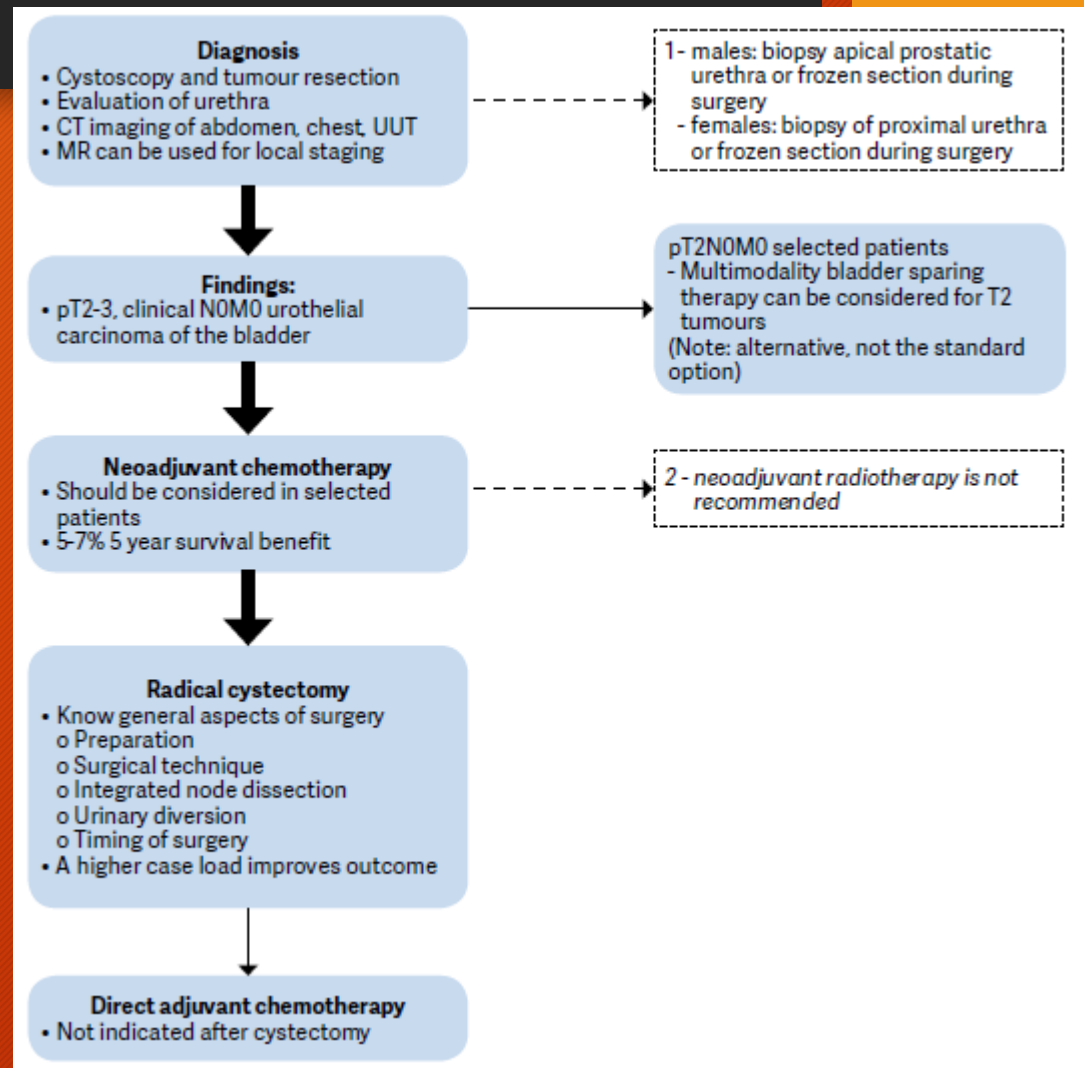 Diagnosis
• Cystoscopy and tumour resection
• Evaluation of urethra
• CT imaging of abdomen, chest, UUT
• MR can be used for local staging
1 - males: biopsy apical prostatic
urethra or frozen section during
surgery
- females: biopsy of proximal urethra
or frozen section during surgery
Findings:
• pT2-3, clinical N0M0 urothelial
carcinoma of the bladder
pT2N0M0 selected patients
- Multimodality bladder sparing
therapy can be considered for T2
tumours
(Note: alternative, not the standard
option)
Neoadjuvant chemotherapy
• Should be considered in selected
patients
• 5-7% 5 year survival benefit
2 - neoadjuvant radiotherapy is not
recommended
Radical cystectomy
• Know general aspects of surgery
o Preparation
o Surgical technique
o Integrated node dissection
o Urinary diversion
o Timing of surgery
• A higher case load improves outcome
Direct adjuvant chemotherapy
• Not indicated after cystectomy